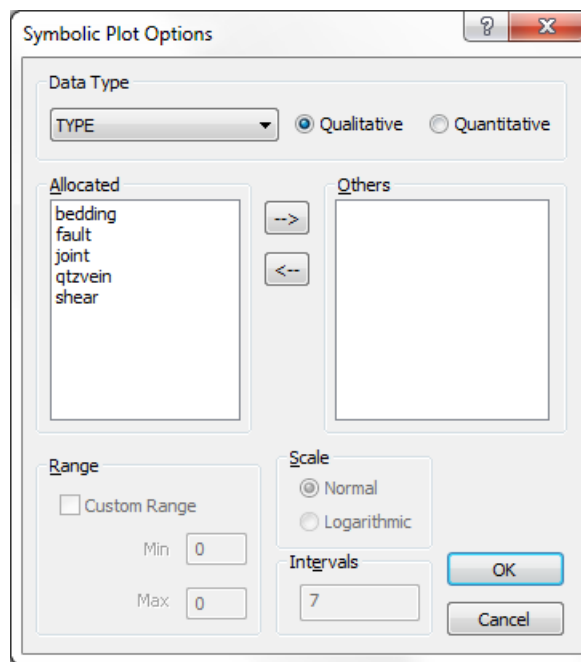 Symbolic Plot Options
Data Type
TYPE
Qualitative
Quantitative
Allocated
bedding
fault
joint
qtzvein
shear
-->
<--
Others
Range
Custom Range
Min 0
Max 0
Scale
Normal
Logarithmic
Intervals
7
OK
Cancel